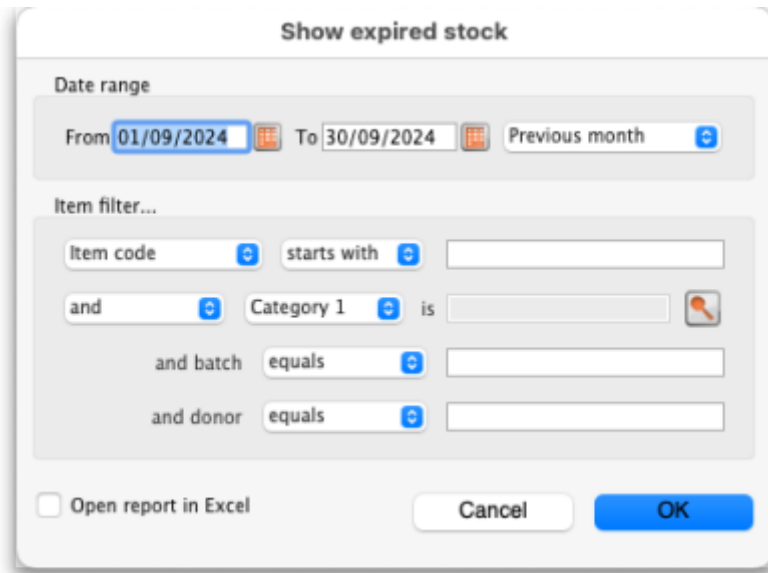 Show expired stock
Date range
From 01/09/2024 To 30/09/2024 Previous month
Item filter...
Item code starts with
and Category 1 is
and batch equals
and donor equals
Open report in Excel Cancel OK